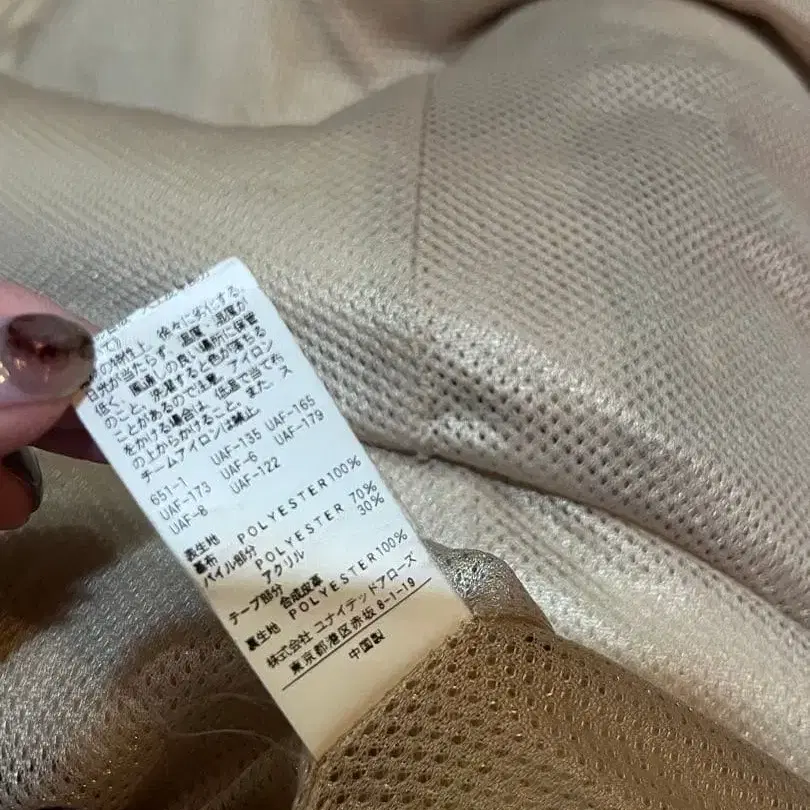 の特性上、徐々に劣化する
日光が当たらず、温度、湿度が
低く、風通しの良い場所に保管
のこと。洗濯すると色が落ちる
ことがあるので注意。アイロン
をかける場合は、低温で当て布
の上からかけること。また、ス
チームアイロンは禁止
651-1 UAF-135 UAF-165
UAF-173 UAF-6 UAF-179
UAF-8 UAF-122
表生地 POLYESTER100%
基布 POLYESTER 70%
パイル部分 アクリル 30%
テープ部分 合成皮革
裏生地 POLYESTER100%
株式会社 ユナイテッドアローズ
東京都港区赤坂8-1-19
中国製